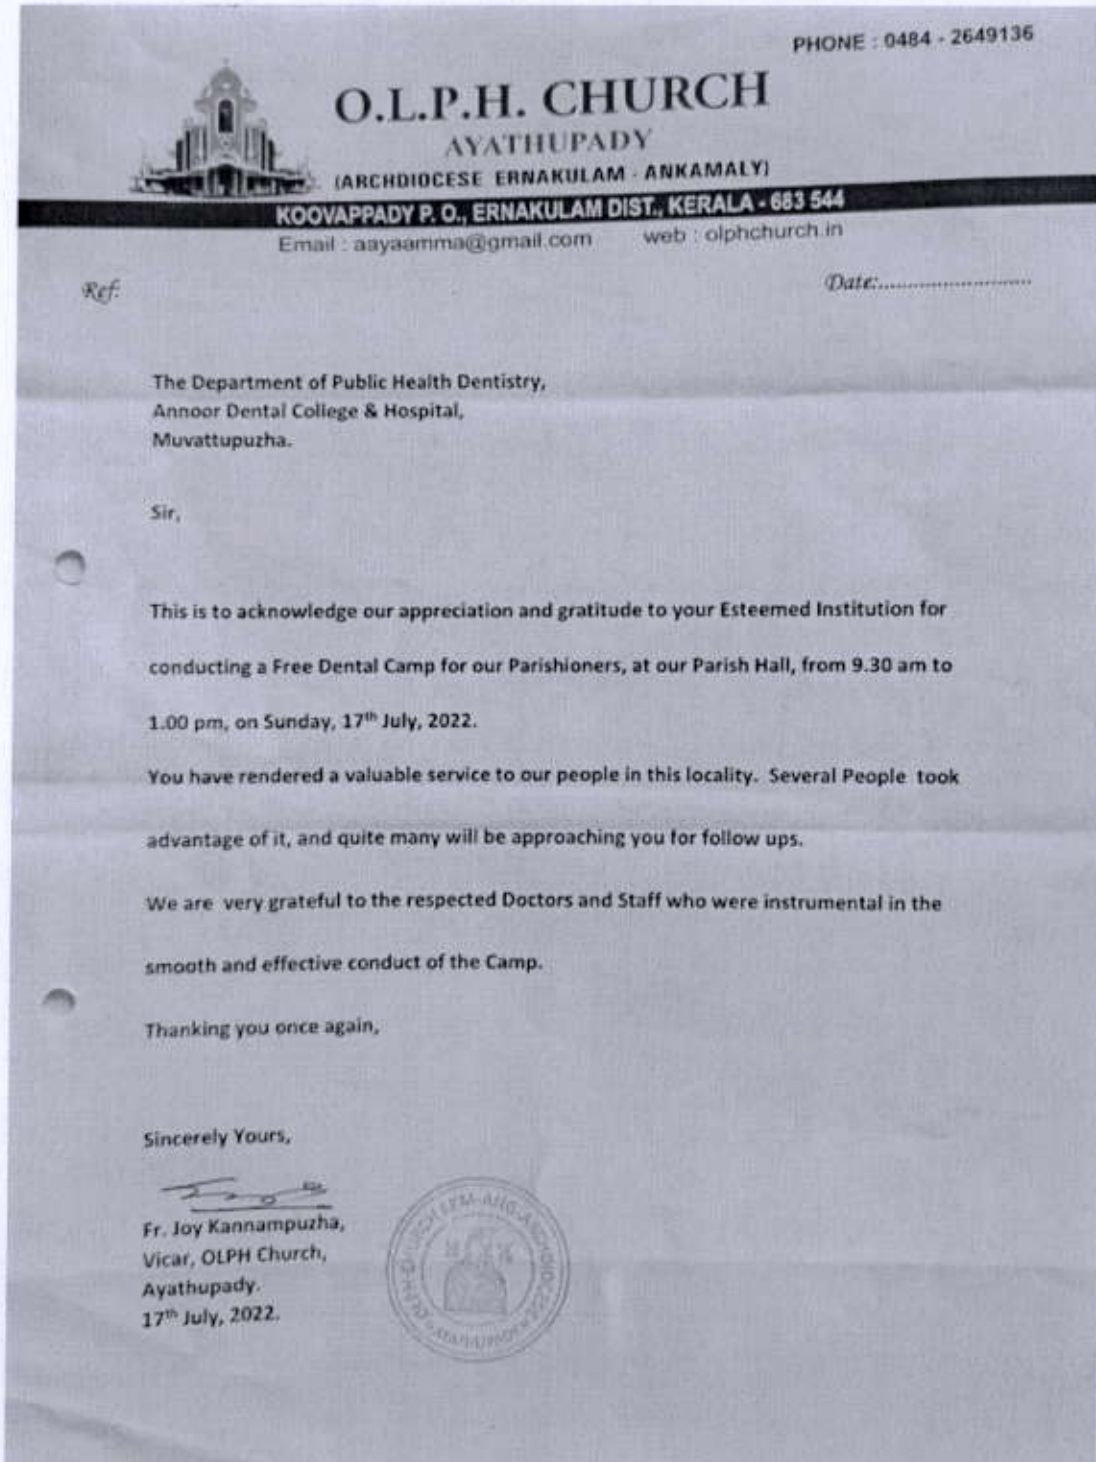 PHONE : 0484 - 2649136
O.L.P.H. CHURCH
AYATHUPADY
(ARCHDIOCESE ERNAKULAM - ANKAMALY)
KOOVAPPADY P. O., ERNAKULAM DIST., KERALA - 683 544
Email : aayaamma@gmail.com web : olphchurch.in
Ref: Date:..............................
The Department of Public Health Dentistry,
Annoor Dental College & Hospital,
Muvattupuzha.
Sir,
This is to acknowledge our appreciation and gratitude to your Esteemed Institution for
conducting a Free Dental Camp for our Parishioners, at our Parish Hall, from 9.30 am to
1.00 pm, on Sunday, 17th July, 2022.
You have rendered a valuable service to our people in this locality. Several People took
advantage of it, and quite many will be approaching you for follow ups.
We are very grateful to the respected Doctors and Staff who were instrumental in the
smooth and effective conduct of the Camp.
Thanking you once again,
Sincerely Yours,
Fr. Joy Kannampuzha,
Vicar, OLPH Church,
Ayathupady.
17th July, 2022.